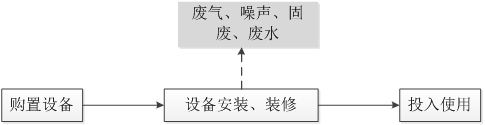 废气、噪声、固
废、废水
购置设备
设备安装、装修
投入使用